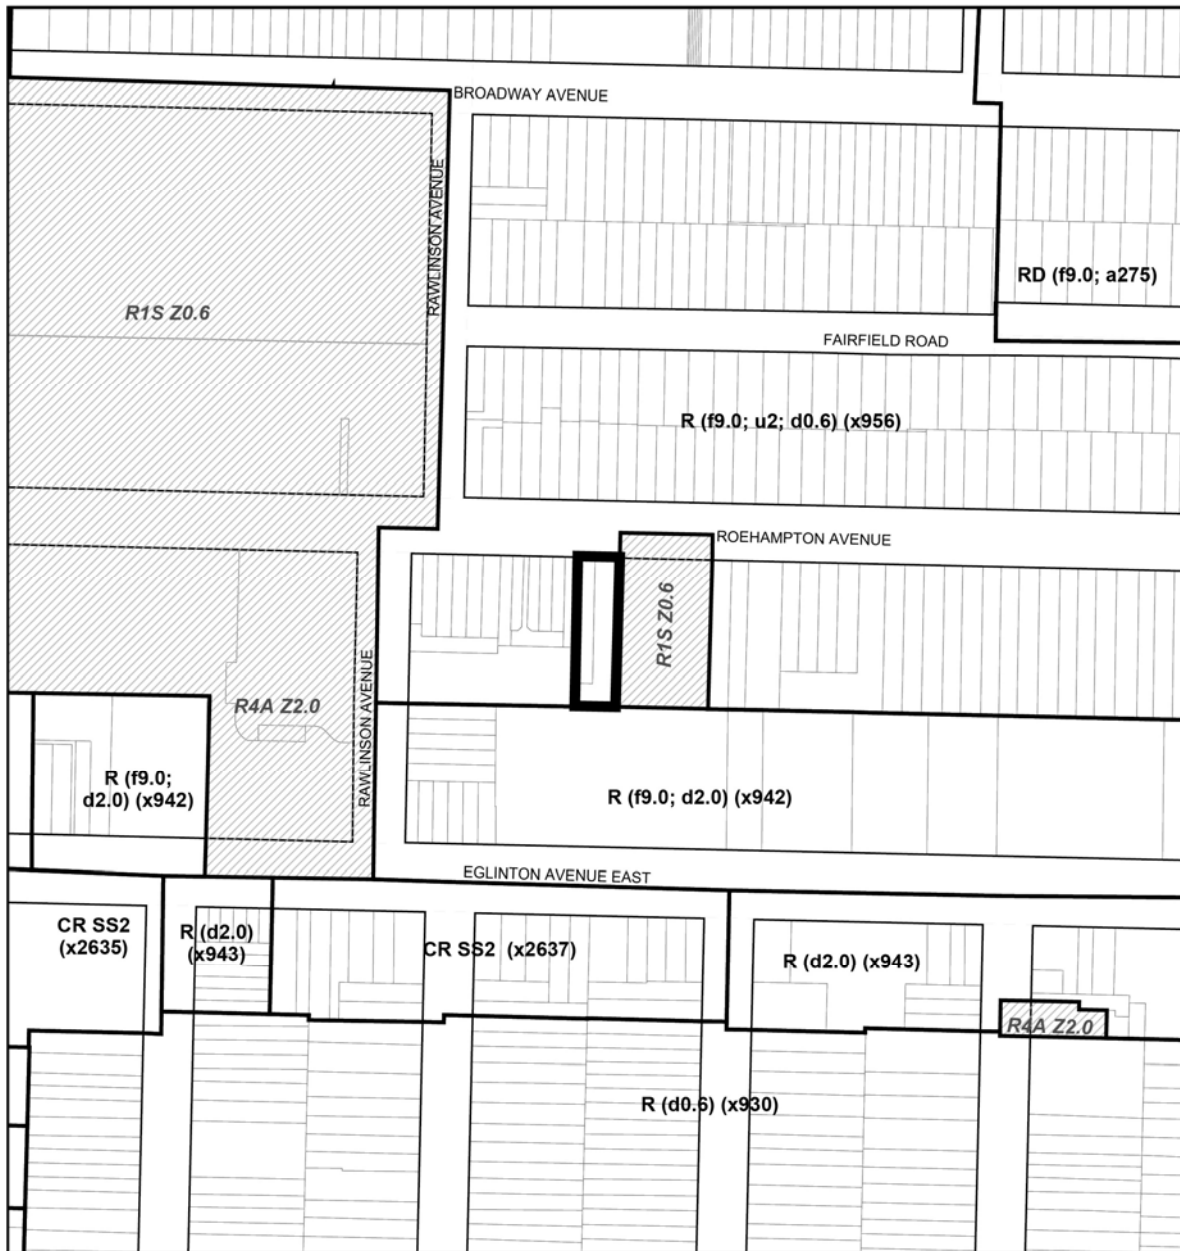 BROADWAY AVENUE
RAWLINSON AVENUE
RD (f9.0; a275)
R1S Z0.6
FAIRFIELD ROAD
R (f9.0; u2; d0.6) (x956)
ROEHAMPTON AVENUE
R1S Z0.6
RAWLINSON AVENUE
R4A Z2.0
R (f9.0;
d2.0) (x942)
R (f9.0; d2.0) (x942)
EGLINTON AVENUE EAST
CR SS2
(x2635)
R (d2.0)
(x943)
CR SS2 (x2637)
R (d2.0) (x943)
R4A Z2.0
R (d0.6) (x930)